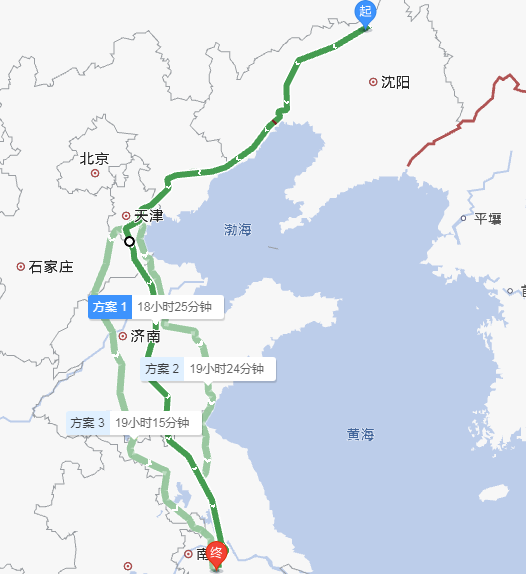 起
沈阳
北京
天津
渤海
平壤
石家庄
方案 1 18小时25分钟
济南
方案 2 19小时24分钟
方案 3 19小时15分钟
黄海
终
南